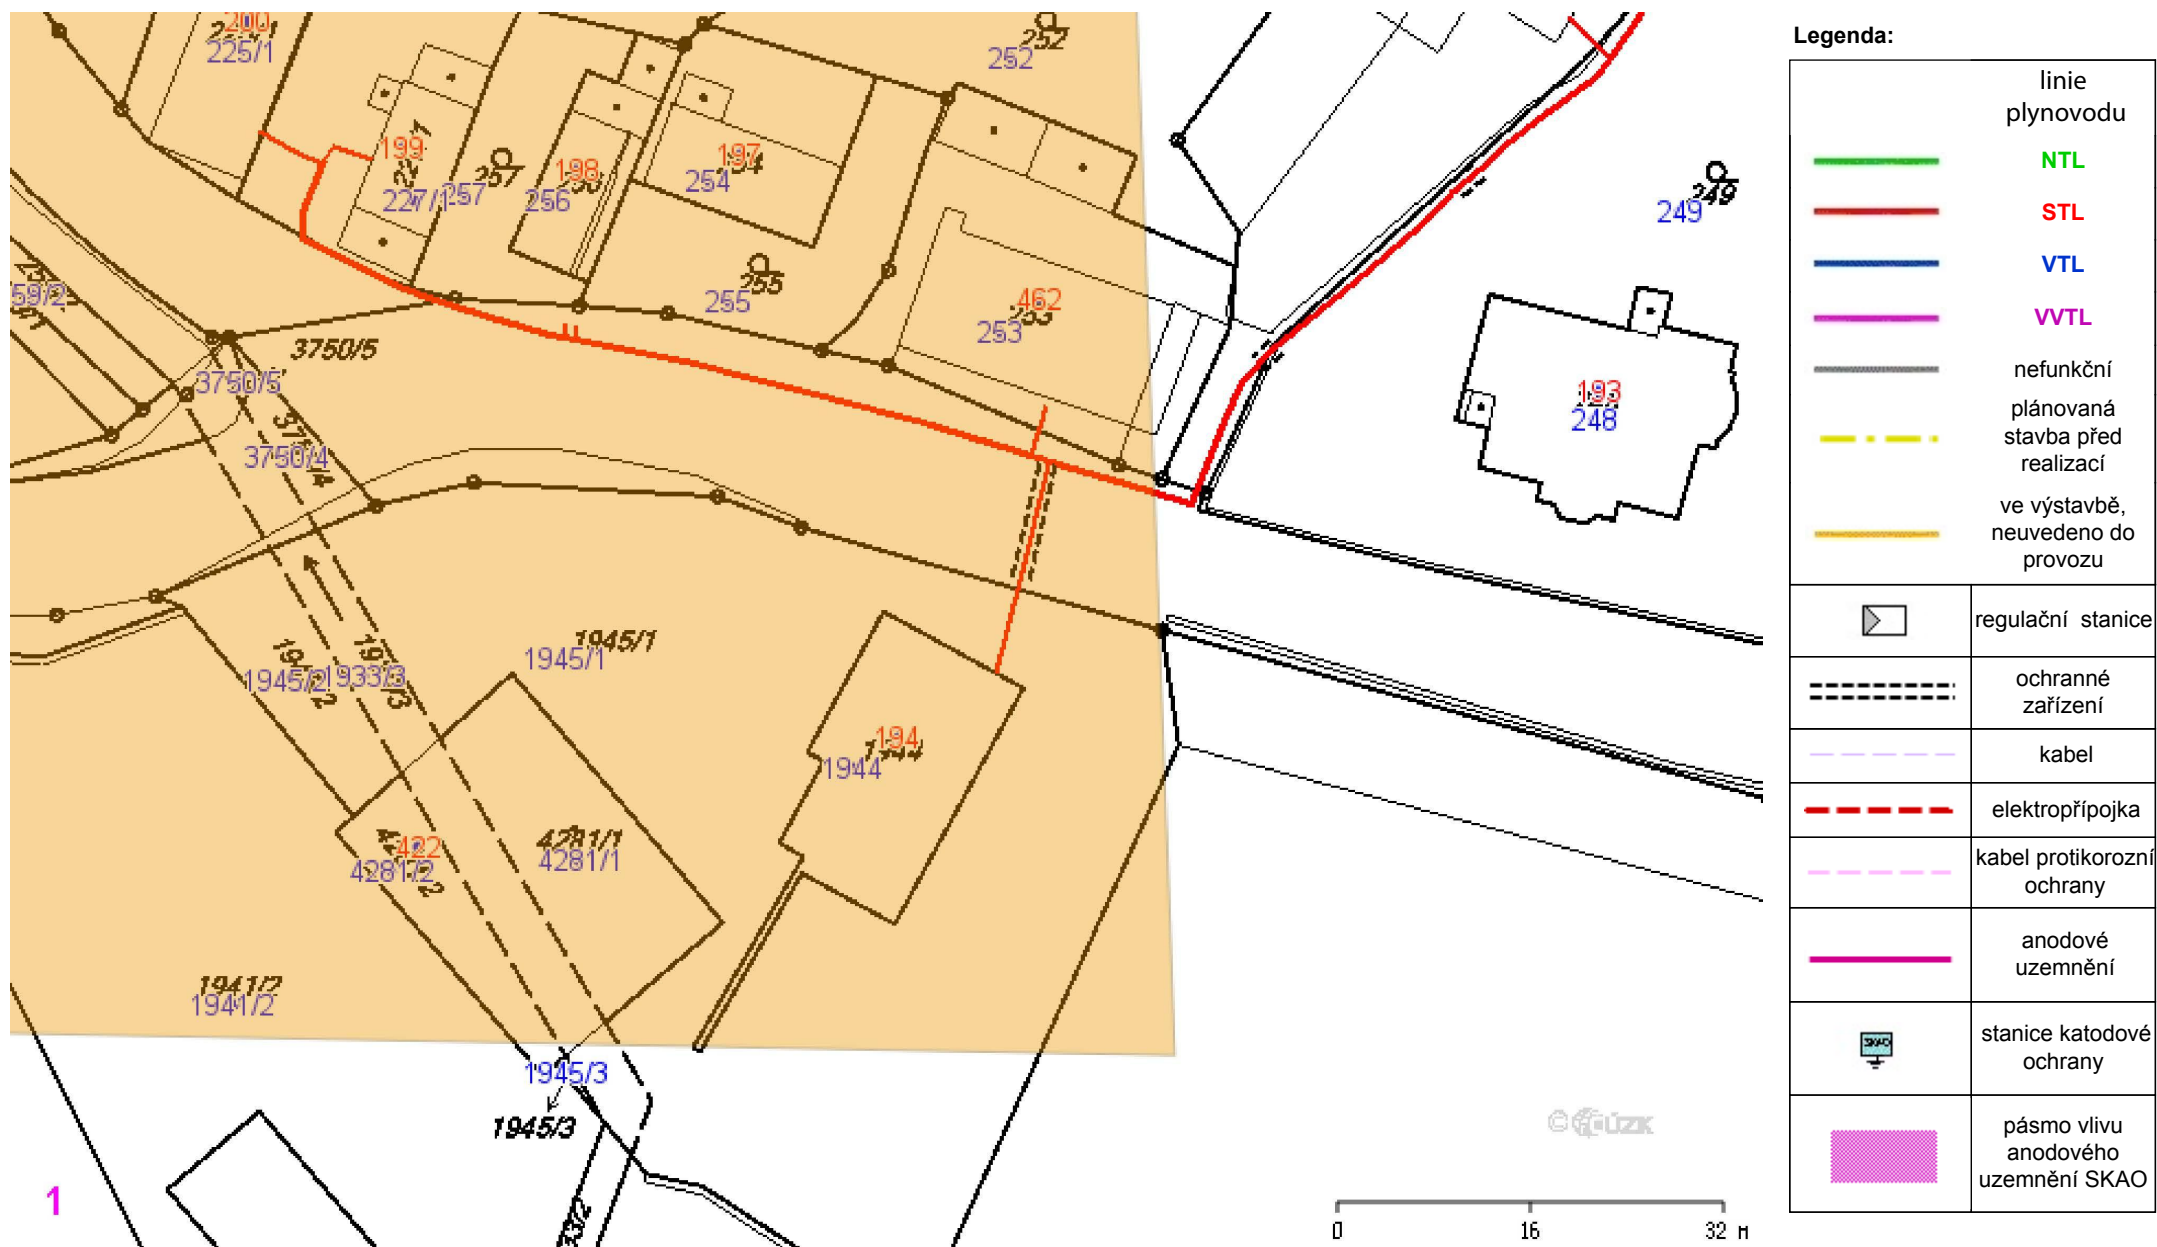 200
225/1
252
252
199
227/1
257
257
198
256
197
254
249
249
255
255
462
253
3750/5
3750/5
3750/4
193
248
1945/1
1945/1
1945/2
1933/3
194
1944
422
4281/2
4281/1
4281/1
1941/2
1941/2
1945/3
1945/3
1
0 16 32 м
© ČÚZK
Legenda:
linie
plynovodu
NTL
STL
VTL
VVTL
nefunkční
plánovaná
stavba před
realizací
ve výstavbě,
neuvedeno do
provozu
regulační stanice
ochranné
zařízení
kabel
elektropřípojka
kabel protikorozní
ochrany
anodové
uzemnění
SKAO
stanice katodové
ochrany
pásmo vlivu
anodového
uzemnění SKAO